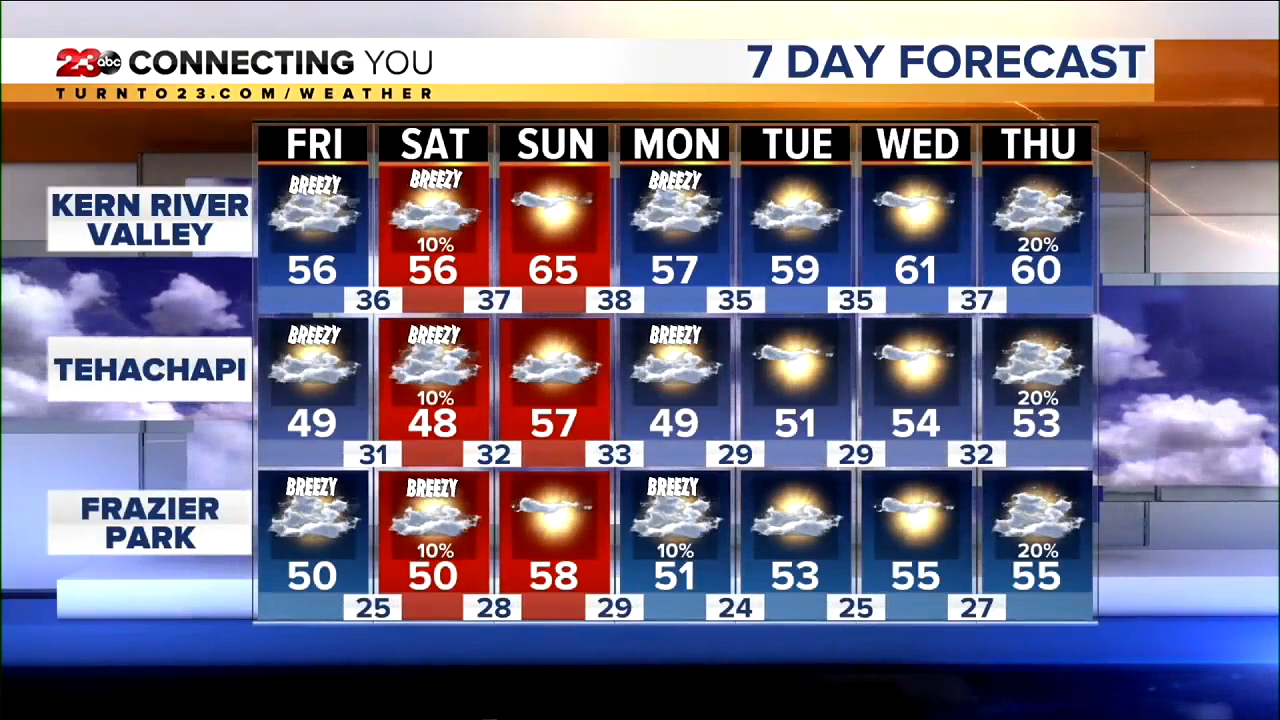 23 abc CONNECTING YOU
7 DAY FORECAST
TURNTO23.COM/WEATHER
FRI SAT SUN MON TUE WED THU
KERN RIVER
VALLEY
BREEZY BREEZY BREEZY
10% 20%
56 56 65 57 59 61 60
36 37 38 35 35 37
TEHACHAPI
BREEZY BREEZY BREEZY
10% 20%
49 48 57 49 51 54 53
31 32 33 29 29 32
FRAZIER
PARK
BREEZY BREEZY BREEZY
10% 10% 20%
50 50 58 51 53 55 55
25 28 29 24 25 27